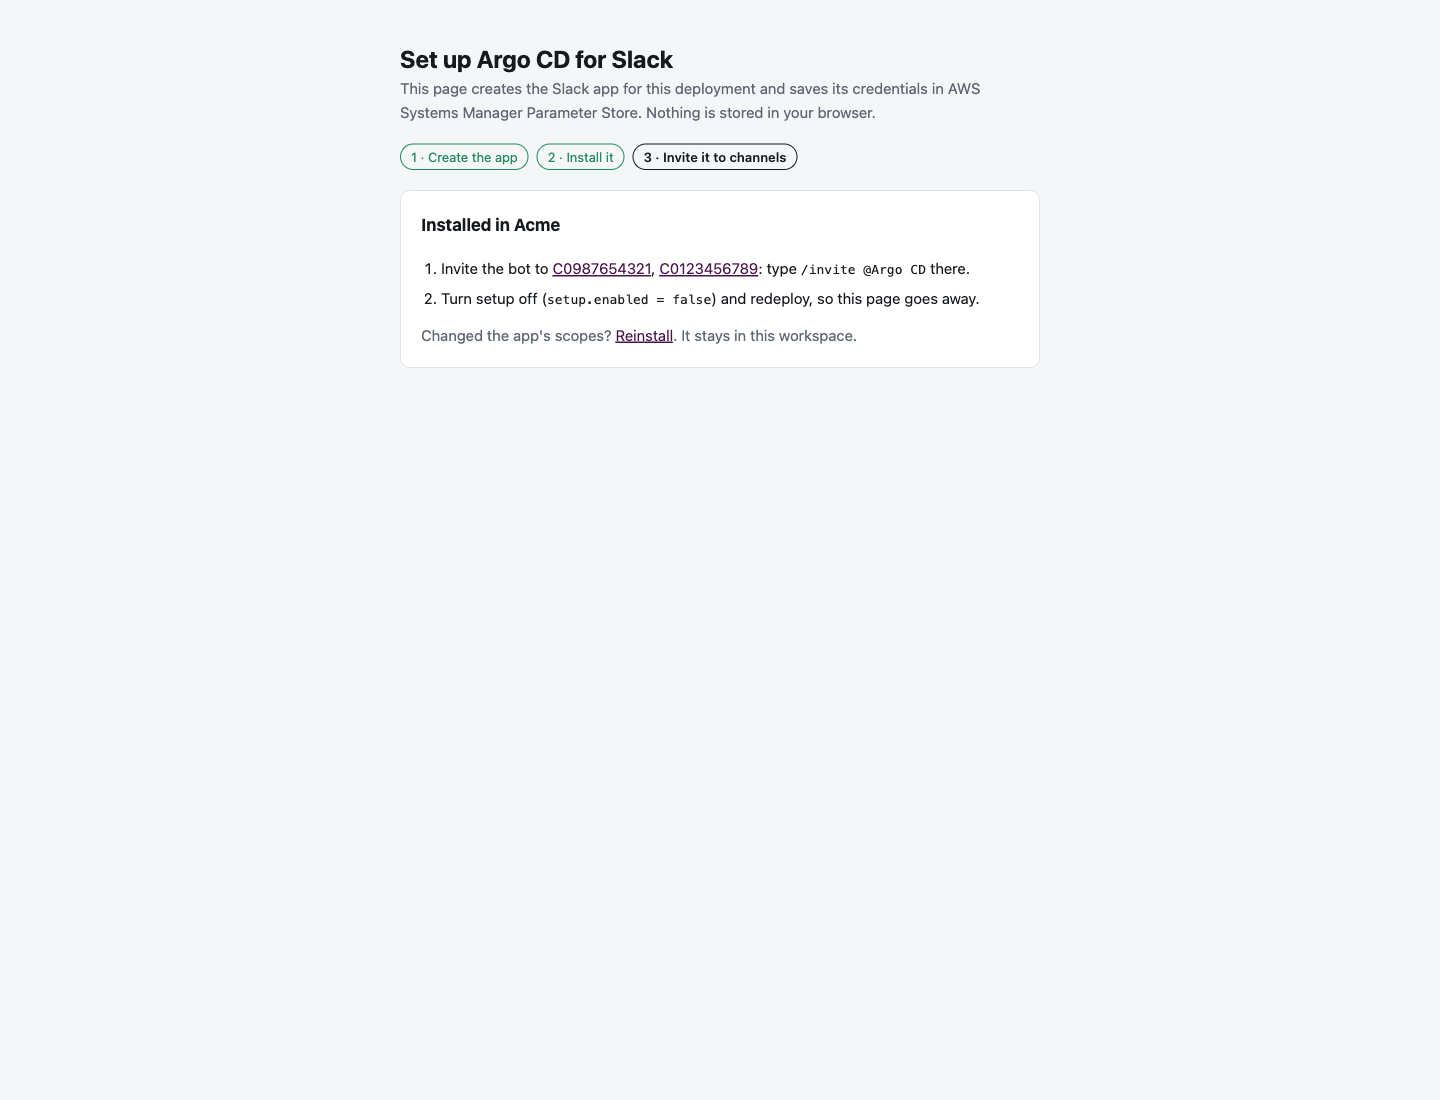 Set up Argo CD for Slack
This page creates the Slack app for this deployment and saves its credentials in AWS
Systems Manager Parameter Store. Nothing is stored in your browser.
1 · Create the app
2 · Install it
3 · Invite it to channels
Installed in Acme
1. Invite the bot to C0987654321, C0123456789: type /invite @Argo CD there.
2. Turn setup off (setup.enabled = false) and redeploy, so this page goes away.
Changed the app's scopes? Reinstall. It stays in this workspace.